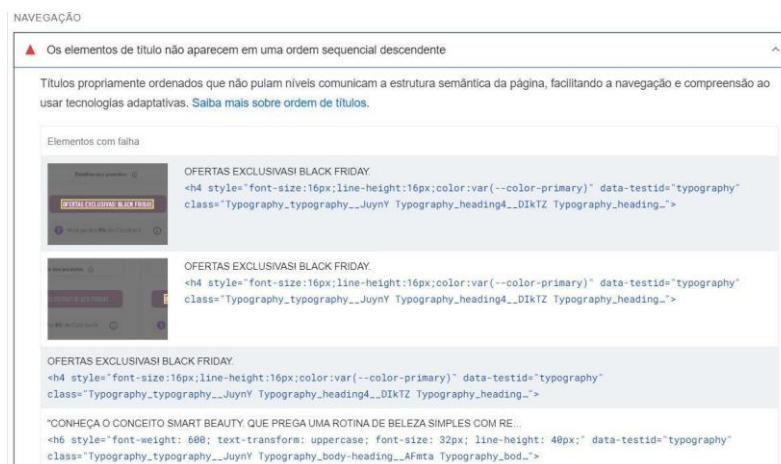 NAVEGAÇÃO
Os elementos de título não aparecem em uma ordem sequencial descendente
Títulos propriamente ordenados que não pulam níveis comunicam a estrutura semântica da página, facilitando a navegação e compreensão ao
usar tecnologias adaptativas. Saiba mais sobre ordem de títulos.
Elementos com falha
OFERTAS EXCLUSIVAS! BLACK FRIDAY.
<h4 style="font-size:16px;line-height:16px;color:var(--color-primary)" data-testid="typography"
class="Typography_typography__JuynY Typography_heading4__DIkTZ Typography_heading…">
OFERTAS EXCLUSIVAS! BLACK FRIDAY
OFERTAS EXCLUSIVAS! BLACK FRIDAY.
<h4 style="font-size:16px;line-height:16px;color:var(--color-primary)" data-testid="typography"
class="Typography_typography__JuynY Typography_heading4__DIkTZ Typography_heading…">
OFERTAS EXCLUSIVAS! BLACK FRIDAY.
<h4 style="font-size:16px;line-height:16px;color:var(--color-primary)" data-testid="typography"
class="Typography_typography__JuynY Typography_heading4__DIkTZ Typography_heading…">
"CONHEÇA O CONCEITO SMART BEAUTY. QUE PREGA UMA ROTINA DE BELEZA SIMPLES COM RE...
<h6 style="font-weight: 600; text-transform: uppercase; font-size: 32px; line-height: 40px;" data-testid="typography"
class="Typography_typography__JuynY Typography_body-heading__AFmta Typography_bod…">